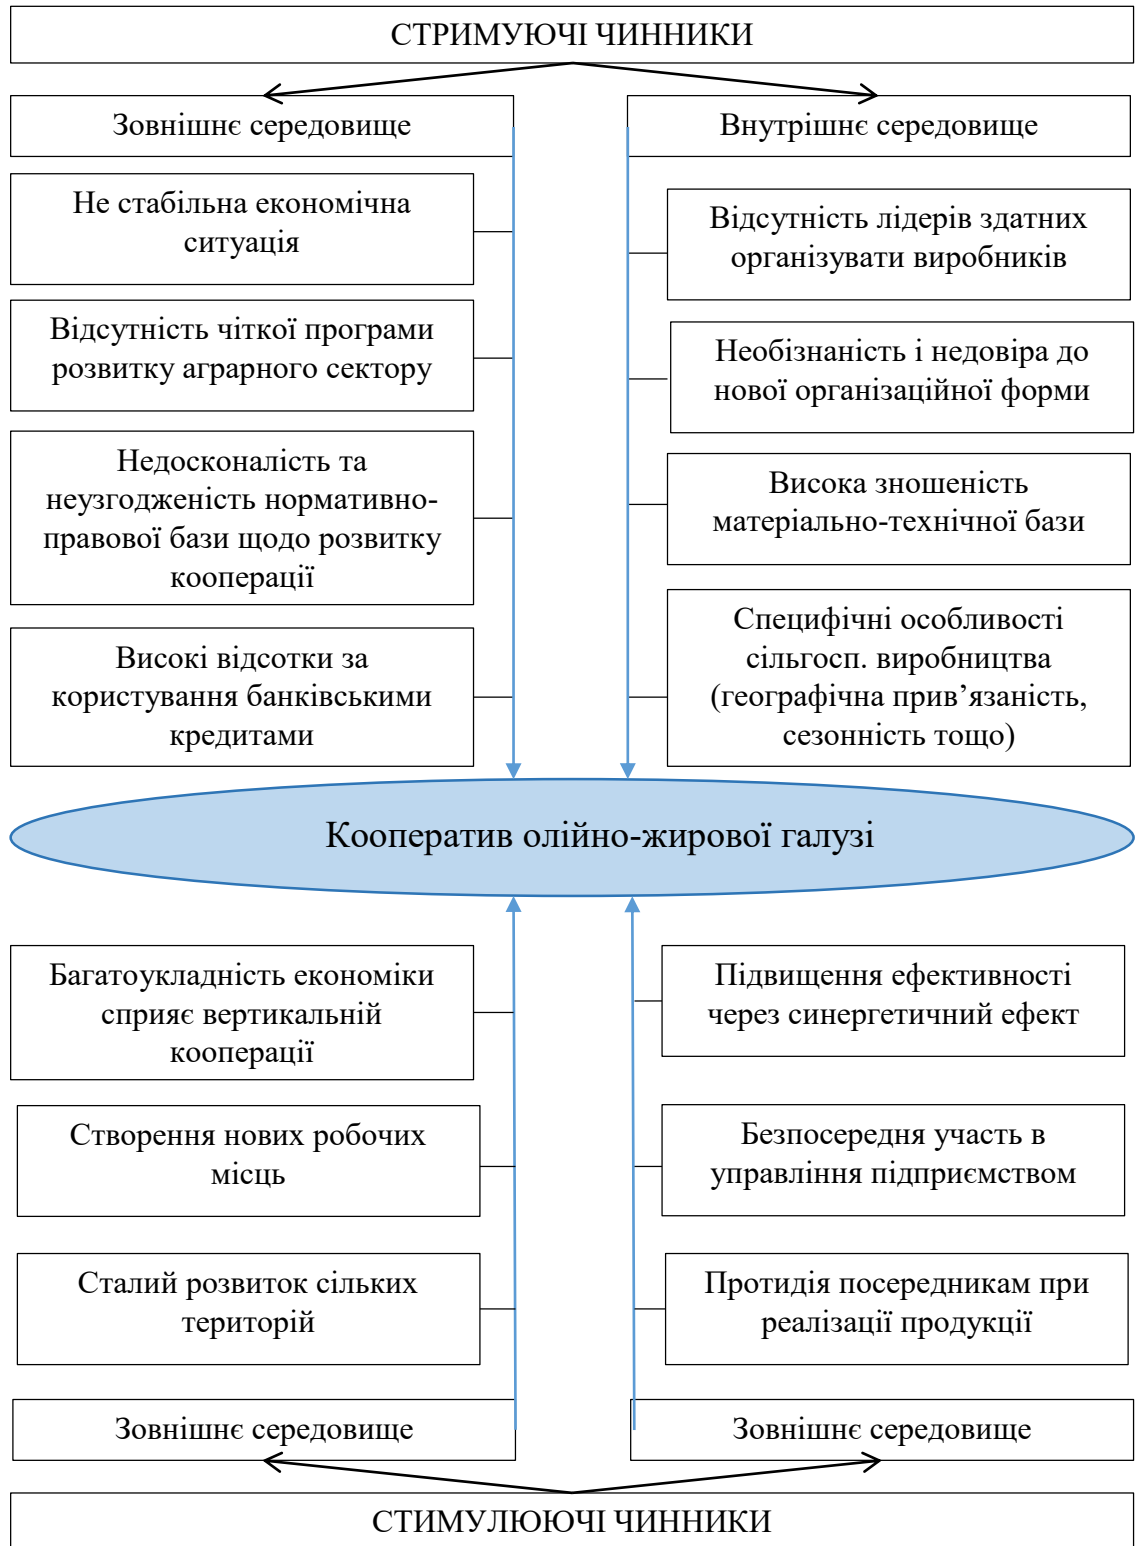 СТРИМУЮЧІ ЧИННИКИ
Зовнішнє середовище
Внутрішнє середовище
Не стабільна економічна
ситуація
Відсутність чіткої програми
розвитку аграрного сектору
Недосконалість та
неузгодженість нормативно-
правової бази щодо розвитку
кооперації
Високі відсотки за
користування банківськими
кредитами
Відсутність лідерів здатних
організувати виробників
Необізнаність і недовіра до
нової організаційної форми
Висока зношеність
матеріально-технічної бази
Специфічні особливості
сільгосп. виробництва
(географічна прив’язаність,
сезонність тощо)
Кооператив олійно-жирової галузі
Багатоукладність економіки
сприяє вертикальній
кооперації
Створення нових робочих
місць
Сталий розвиток сільких
територій
Підвищення ефективності
через синергетичний ефект
Безпосередня участь в
управління підприємством
Протидія посередникам при
реалізації продукції
Зовнішнє середовище
Зовнішнє середовище
СТИМУЛЮЮЧІ ЧИННИКИ